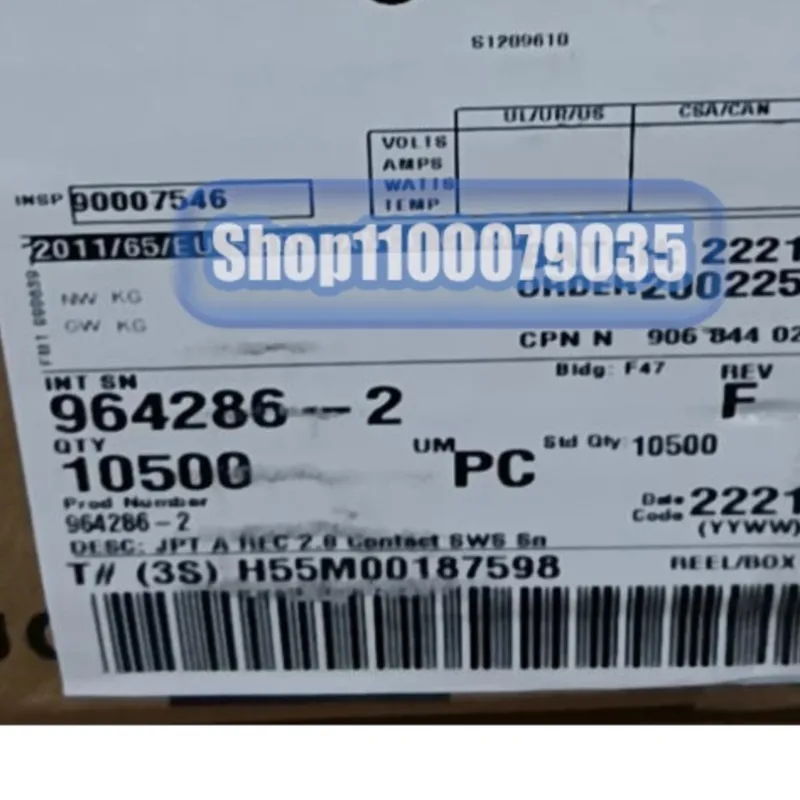 S1209610
UL/UR/US CSA/CAN
VOLTS
AMPS
WATTS
TEMP
INSP 90007546
2011/65/EU
Shop1100079035
2221
ORDER 200225
NW KG
GW KG
CPN N 906 844 02
Bldg: F47
INT SN REV
964286-2 F
QTY
10500 UM PC Std Qty 10500
Prod Number
964286-2
Date Code 2221
(YYWW)
DESC: JPT A REC 2.8 Contact SWS Sn
T# (3S) H55M00187598 REEL/BOX